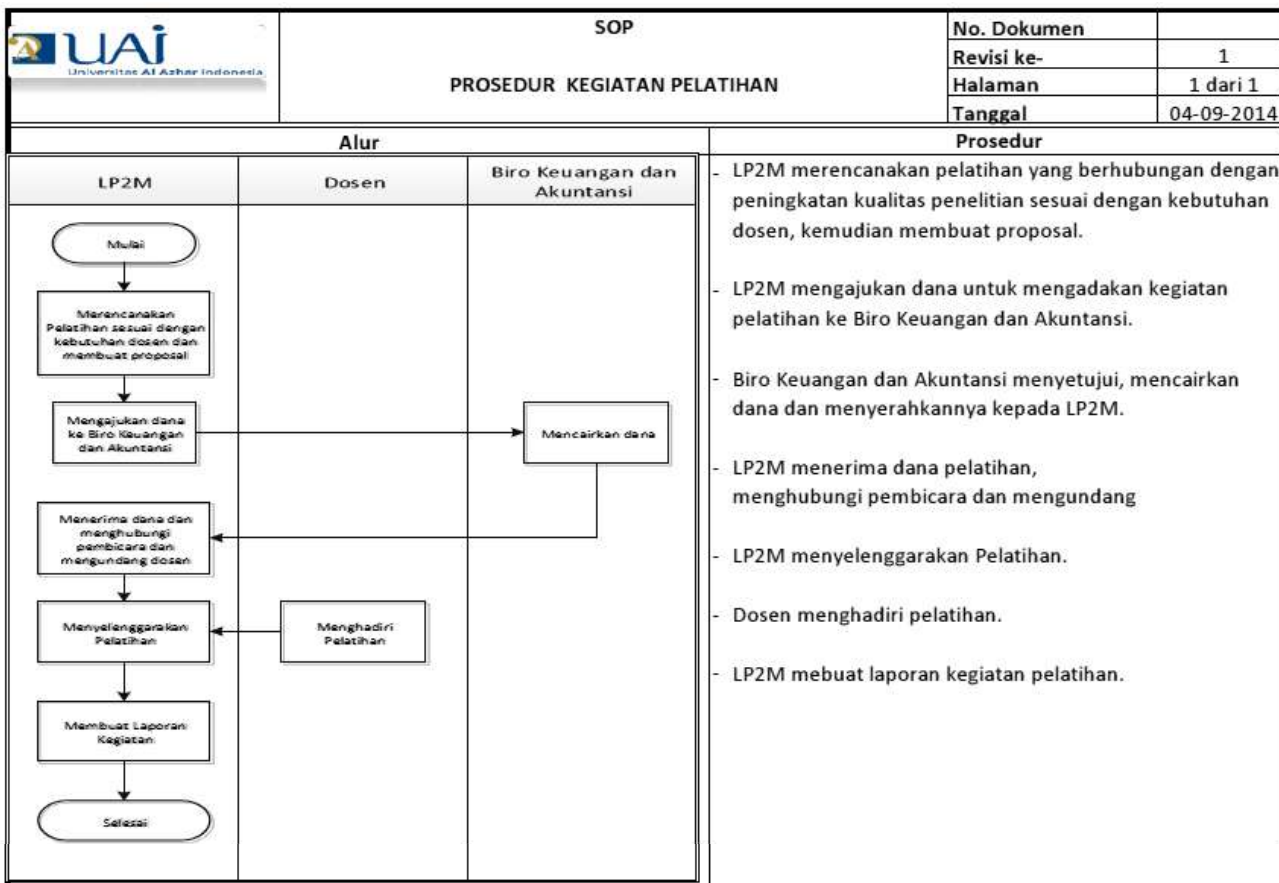 UAI
Universitas Al Azhar Indonesia
SOP
PROSEDUR KEGIATAN PELATIHAN
No. Dokumen
Revisi ke- 1
Halaman 1 dari 1
Tanggal 04-09-2014
Alur
Prosedur
LP2M
Dosen
Biro Keuangan dan
Akuntansi
Mulai
Merencanakan
Pelatihan sesuai dengan
kebutuhan dosen dan
membuat proposal
Mengajukan dana
ke Biro Keuangan
dan Akuntansi
Mencairkan dana
Menerima dana dan
menghubungi
pembicara dan
mengundang dosen
Menyelenggarakan
Pelatihan
Menghadiri
Pelatihan
Membuat Laporan
Kegiatan
Selesai
- LP2M merencanakan pelatihan yang berhubungan dengan
peningkatan kualitas penelitian sesuai dengan kebutuhan
dosen, kemudian membuat proposal.
- LP2M mengajukan dana untuk mengadakan kegiatan
pelatihan ke Biro Keuangan dan Akuntansi.
- Biro Keuangan dan Akuntansi menyetujui, mencairkan
dana dan menyerahkannya kepada LP2M.
- LP2M menerima dana pelatihan,
menghubungi pembicara dan mengundang
- LP2M menyelenggarakan Pelatihan.
- Dosen menghadiri pelatihan.
- LP2M mebuat laporan kegiatan pelatihan.